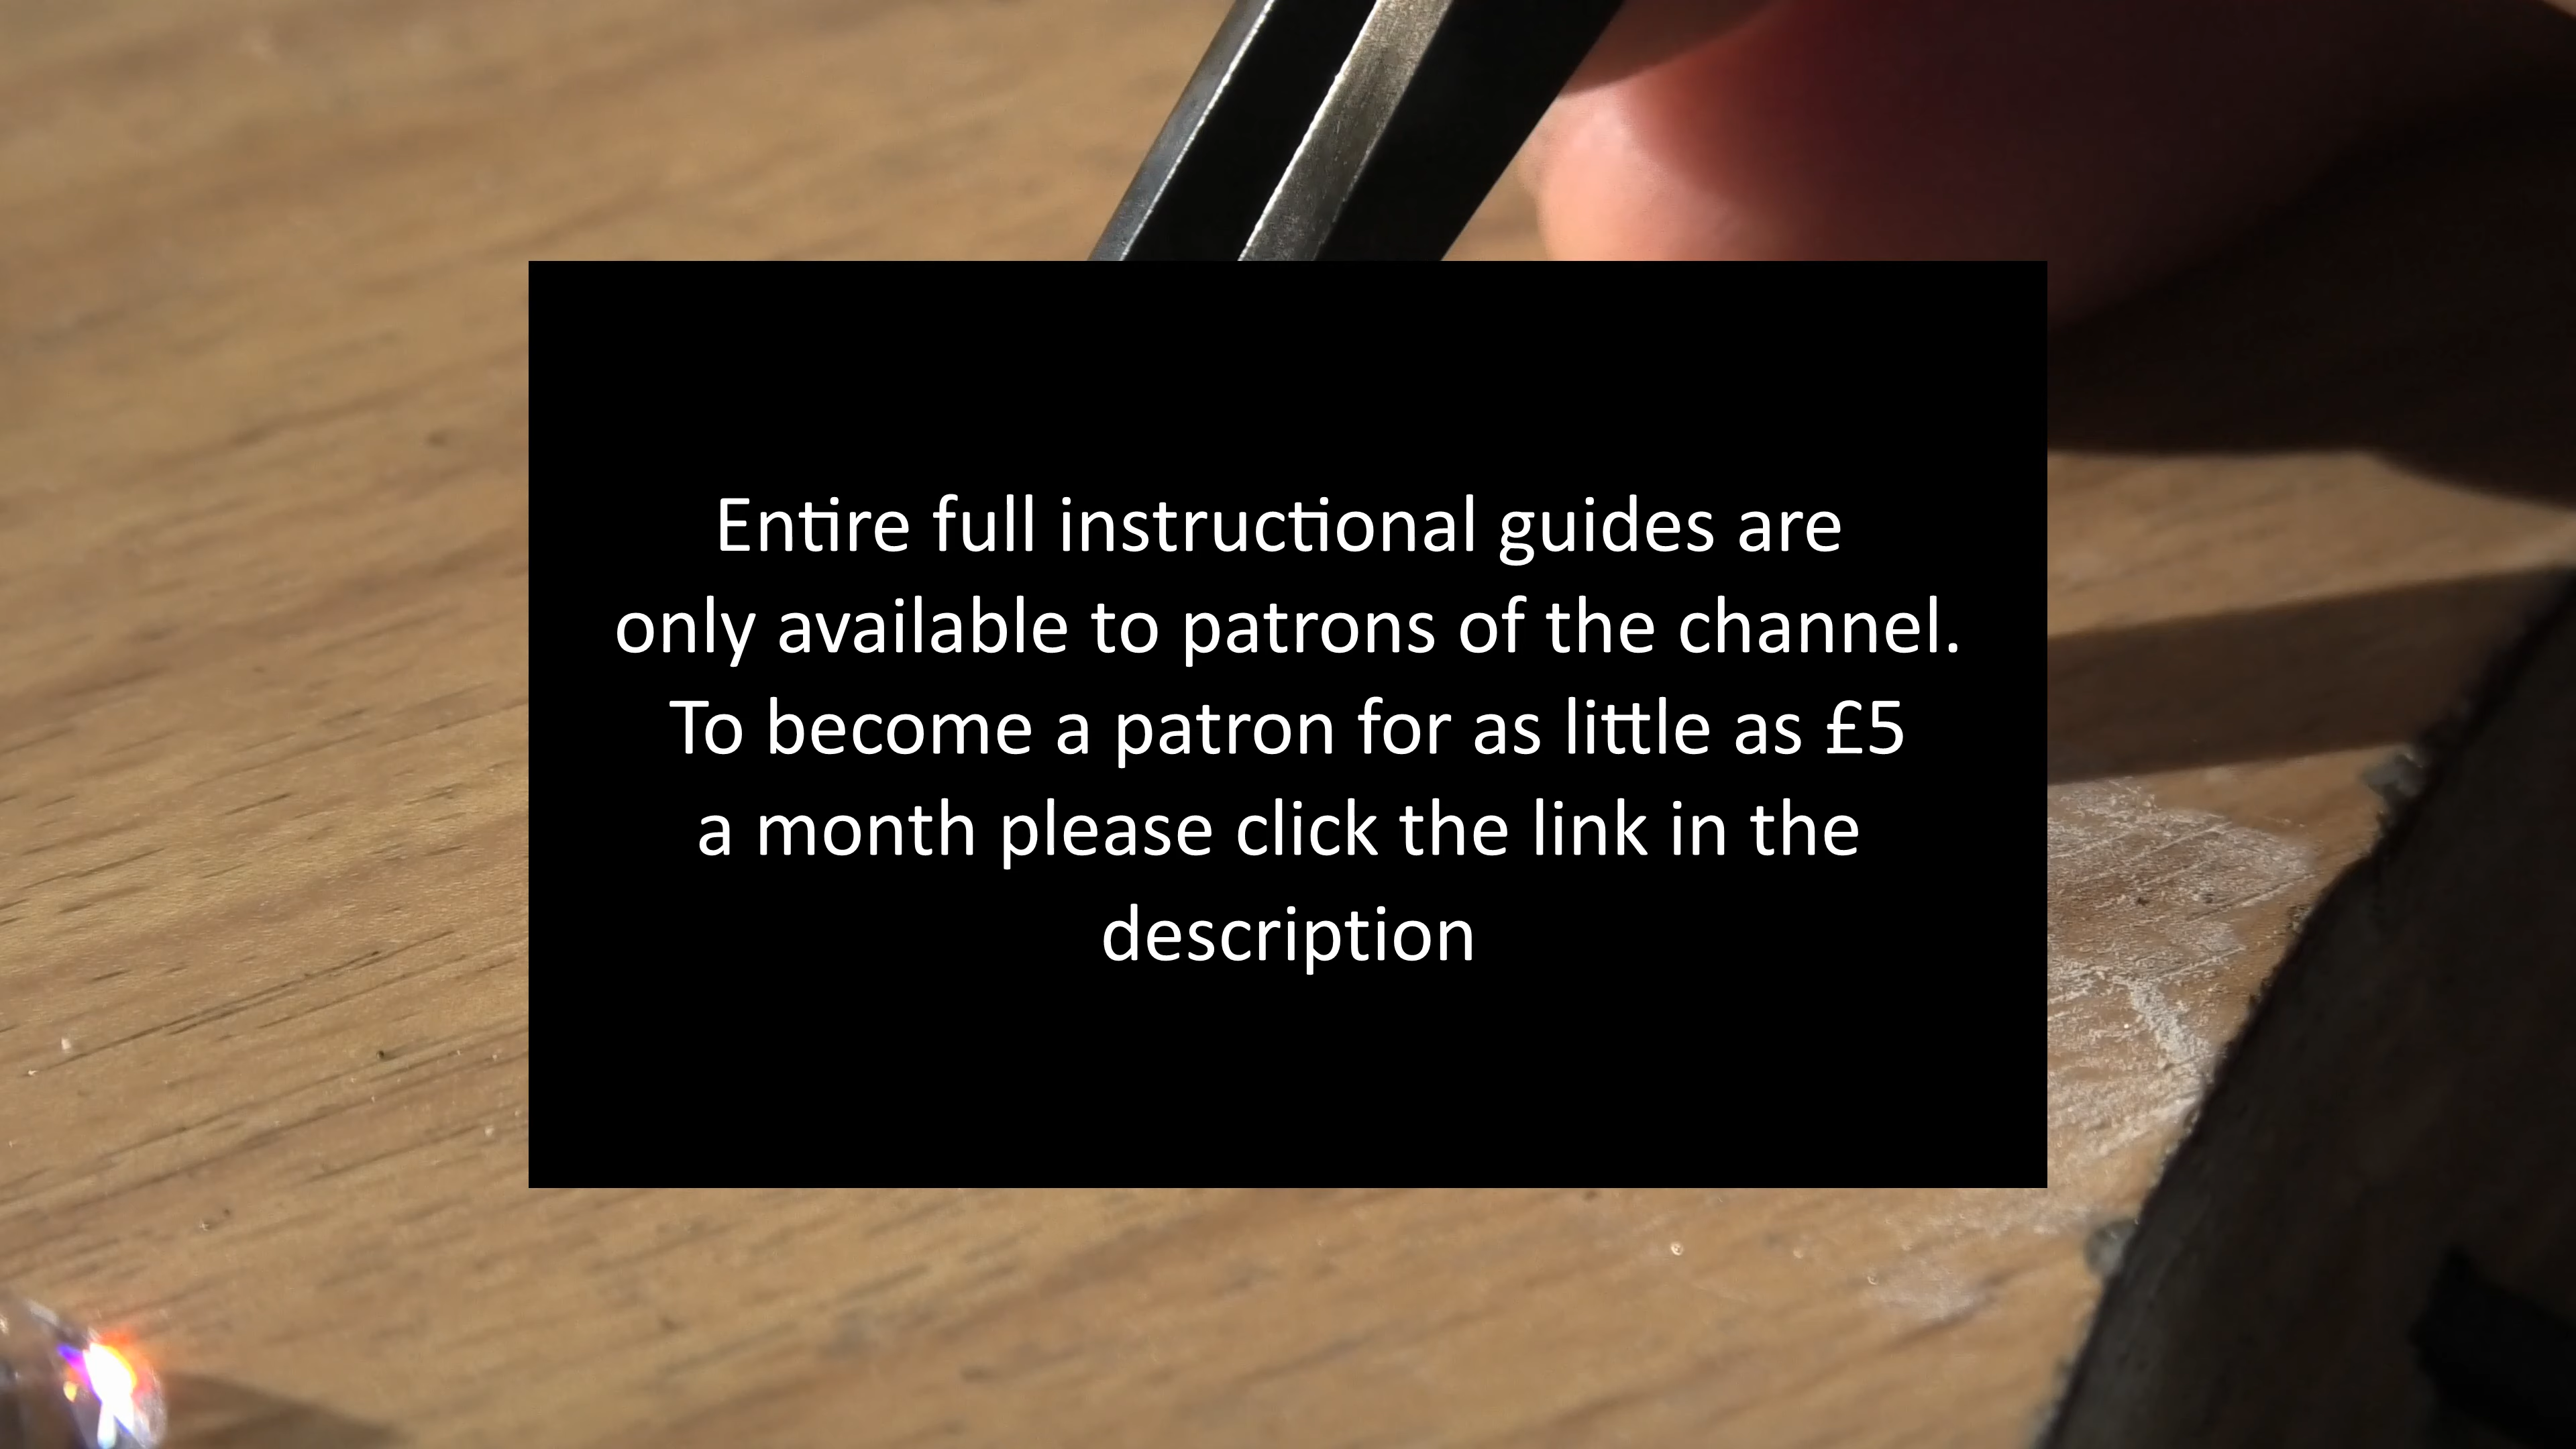 Entire full instructional guides are
only available to patrons of the channel.
To become a patron for as little as £5
a month please click the link in the
description